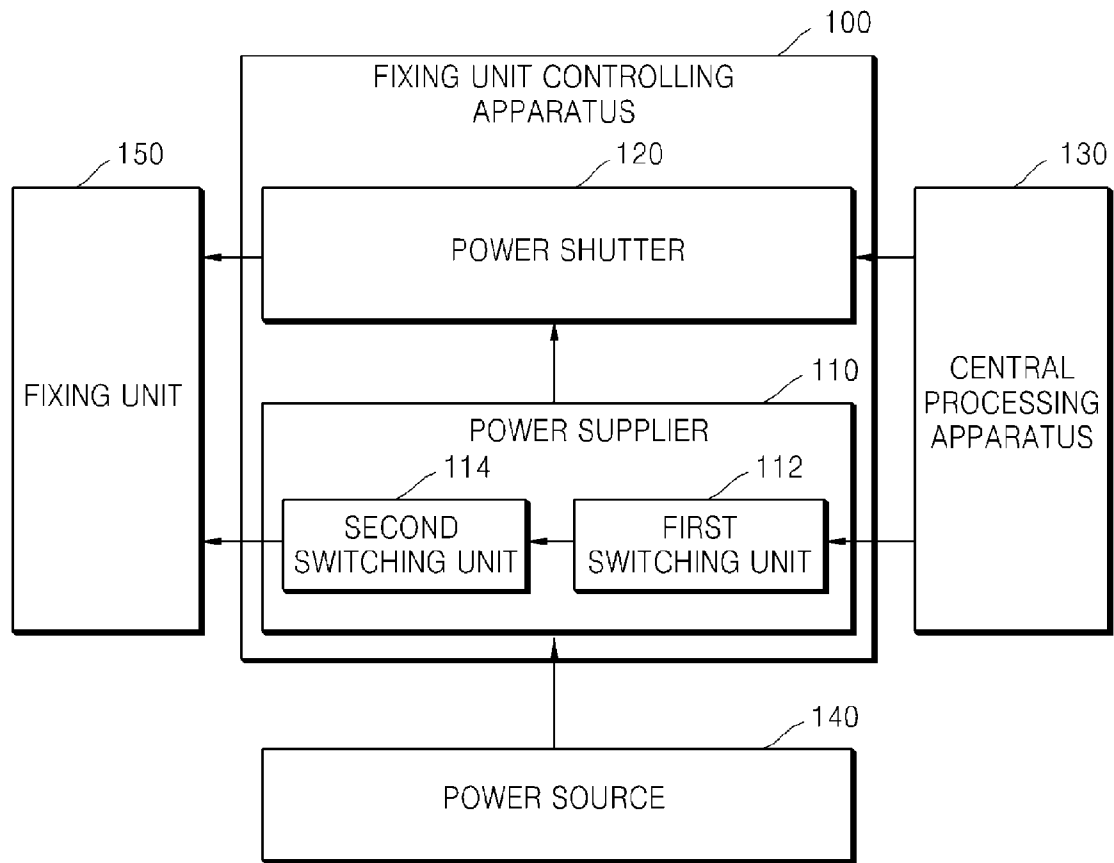 100
FIXING UNIT CONTROLLING
APPARATUS
150
120
130
POWER SHUTTER
FIXING UNIT
110
CENTRAL
PROCESSING
APPARATUS
POWER SUPPLIER
114
112
SECOND
SWITCHING UNIT
FIRST
SWITCHING UNIT
140
POWER SOURCE